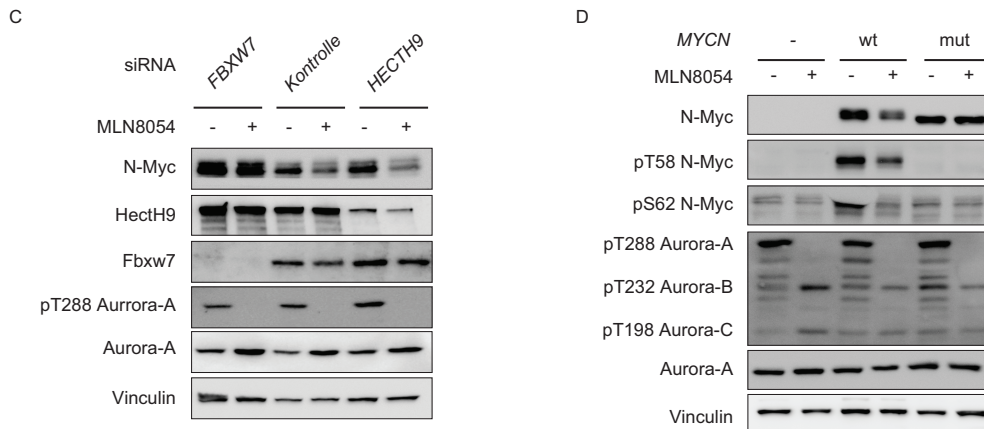 C
siRNA FBXW7 Kontrolle HECTH9
MLN8054 - + - + - +
N-Myc
HectH9
Fbxw7
pT288 Aurrora-A
Aurora-A
Vinculin
D
MYCN - wt mut
MLN8054 - + - + - +
N-Myc
pT58 N-Myc
pS62 N-Myc
pT288 Aurora-A
pT232 Aurora-B
pT198 Aurora-C
Aurora-A
Vinculin